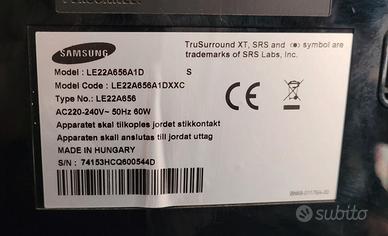 SAMSUNG
TruSurround XT, SRS and (●) symbol are
trademarks of SRS Labs, Inc.
Model : LE22A656A1D S
Model Code : LE22A656A1DXXC
Type No.: LE22A656
AC220-240V~ 50Hz 60W
Apparatet skal tilkoples jordet stikkontakt
Apparaten skall anslutas till jordat uttag
MADE IN HUNGARY
S/N : 74153HCQ600544D
CE
subito